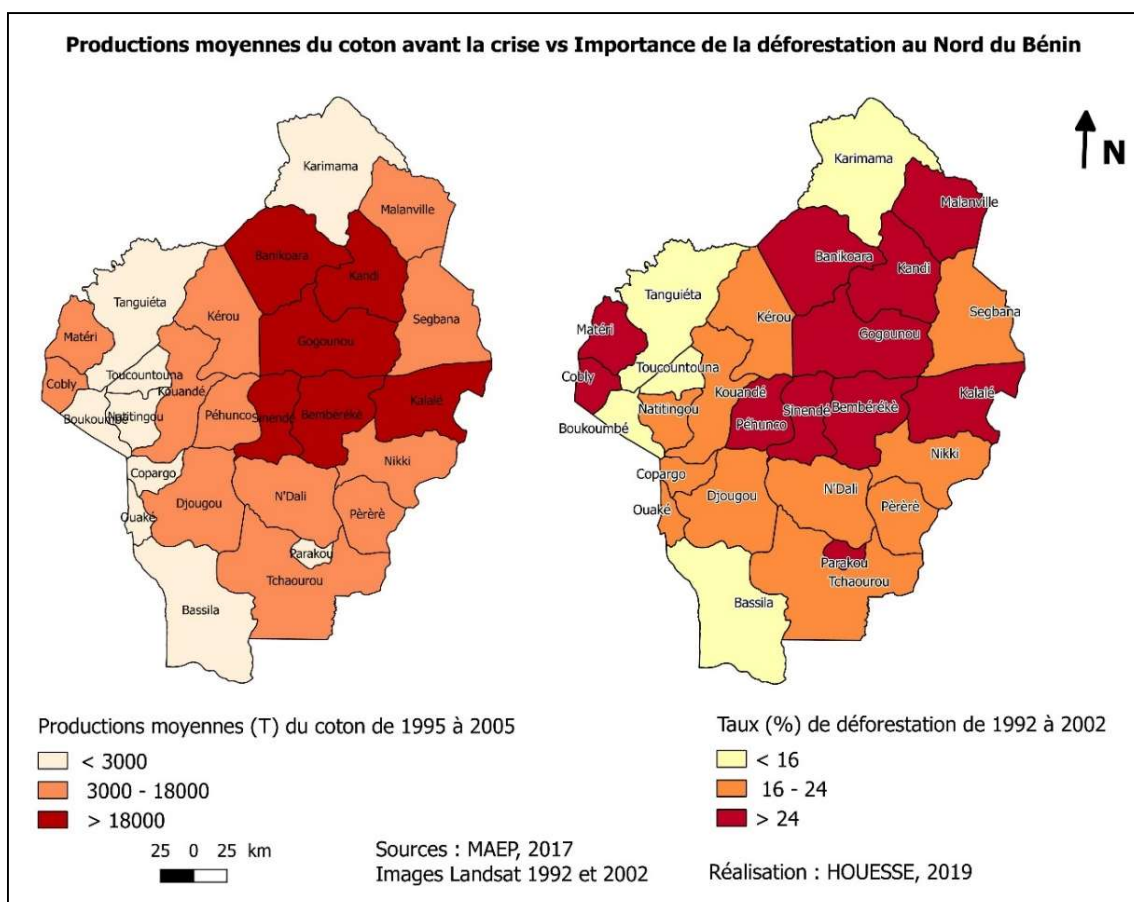 Productions moyennes du coton avant la crise vs Importance de la déforestation au Nord du Bénin
N
Karimama
Malanville
Banikoara
Kandi
Tanguiéta
Kérou
Segbana
Matéri
Gogounou
Toucountouna
Cobly
Kouandé
Kalalé
Boukoumbé
Natitingou
Péhunco
Sinendé
Bembéréké
Nikki
Copargo
Djougou
N'Dali
Ouaké
Pèrèrè
Parakou
Tchaourou
Bassila
Karimama
Malanville
Banikoara
Kandi
Tanguiéta
Kérou
Segbana
Matéri
Gogounou
Toucountouna
Cobly
Kouandé
Kalalé
Natitingou
Sinendé
Bembéréké
Boukoumbé
Péhunco
Nikki
Copargo
Djougou
N'Dali
Ouaké
Pèrèrè
Parakou
Tchaourou
Bassila
Productions moyennes (T) du coton de 1995 à 2005
< 3000
3000 - 18000
> 18000
25 0 25 km
Taux (%) de déforestation de 1992 à 2002
< 16
16 - 24
> 24
Sources : MAEP, 2017
Images Landsat 1992 et 2002
Réalisation : HOUESSE, 2019